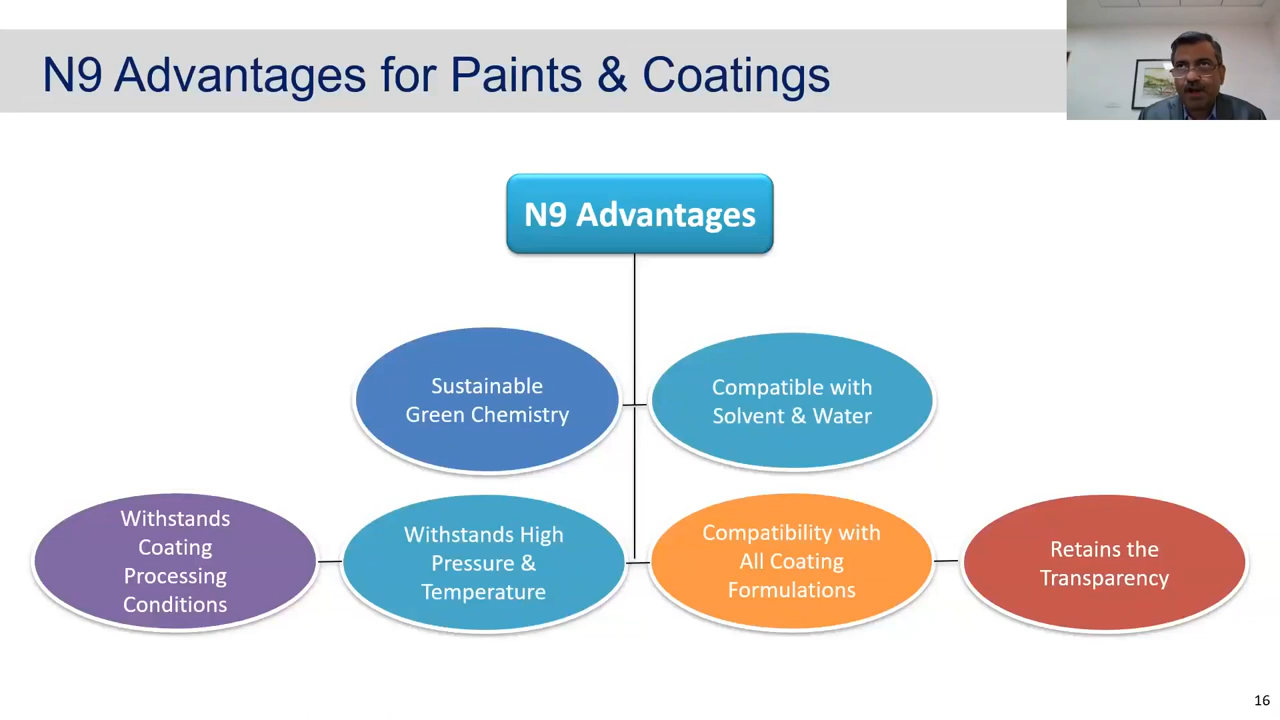 N9 Advantages for Paints & Coatings
N9 Advantages
Sustainable
Green Chemistry
Compatible with
Solvent & Water
Withstands
Coating
Processing
Conditions
Withstands High
Pressure &
Temperature
Compatibility with
All Coating
Formulations
Retains the
Transparency
16